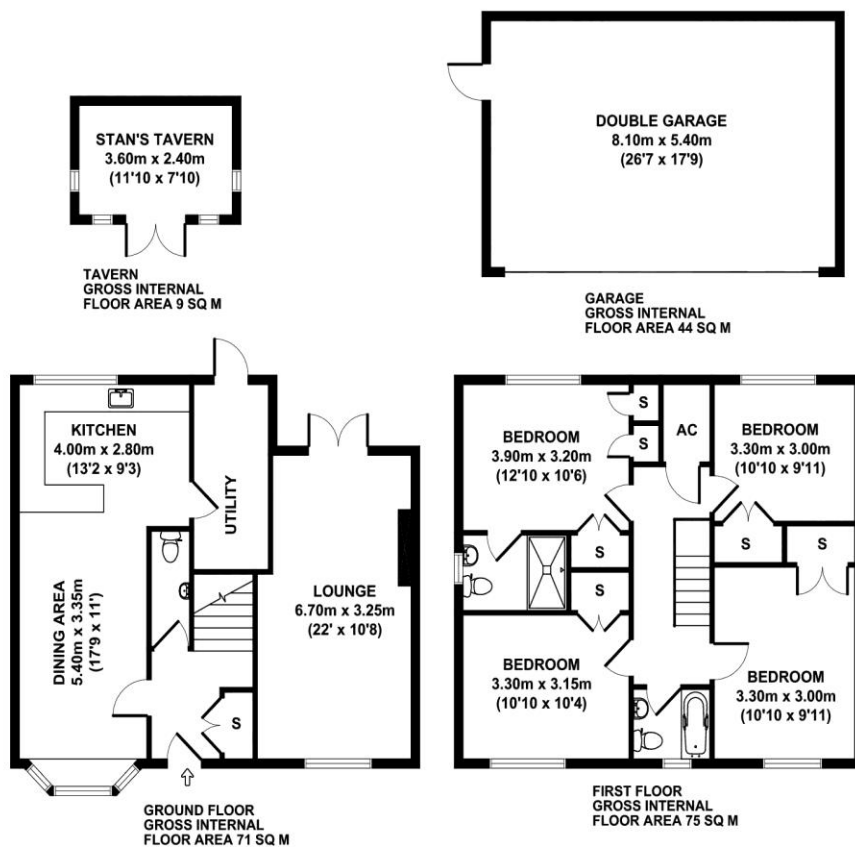 STAN'S TAVERN
3.60m x 2.40m
(11'10 x 7'10)
TAVERN
GROSS INTERNAL
FLOOR AREA 9 SQ M
DOUBLE GARAGE
8.10m x 5.40m
(26'7 x 17'9)
GARAGE
GROSS INTERNAL
FLOOR AREA 44 SQ M
KITCHEN
4.00m x 2.80m
(13'2 x 9'3)
UTILITY
DINING AREA
5.40m x 3.35m
(17'9 x 11')
LOUNGE
6.70m x 3.25m
(22' x 10'8)
S
GROUND FLOOR
GROSS INTERNAL
FLOOR AREA 71 SQ M
BEDROOM
3.90m x 3.20m
(12'10 x 10'6)
S
S
AC
BEDROOM
3.30m x 3.00m
(10'10 x 9'11)
S
S
S
S
BEDROOM
3.30m x 3.15m
(10'10 x 10'4)
BEDROOM
3.30m x 3.00m
(10'10 x 9'11)
FIRST FLOOR
GROSS INTERNAL
FLOOR AREA 75 SQ M